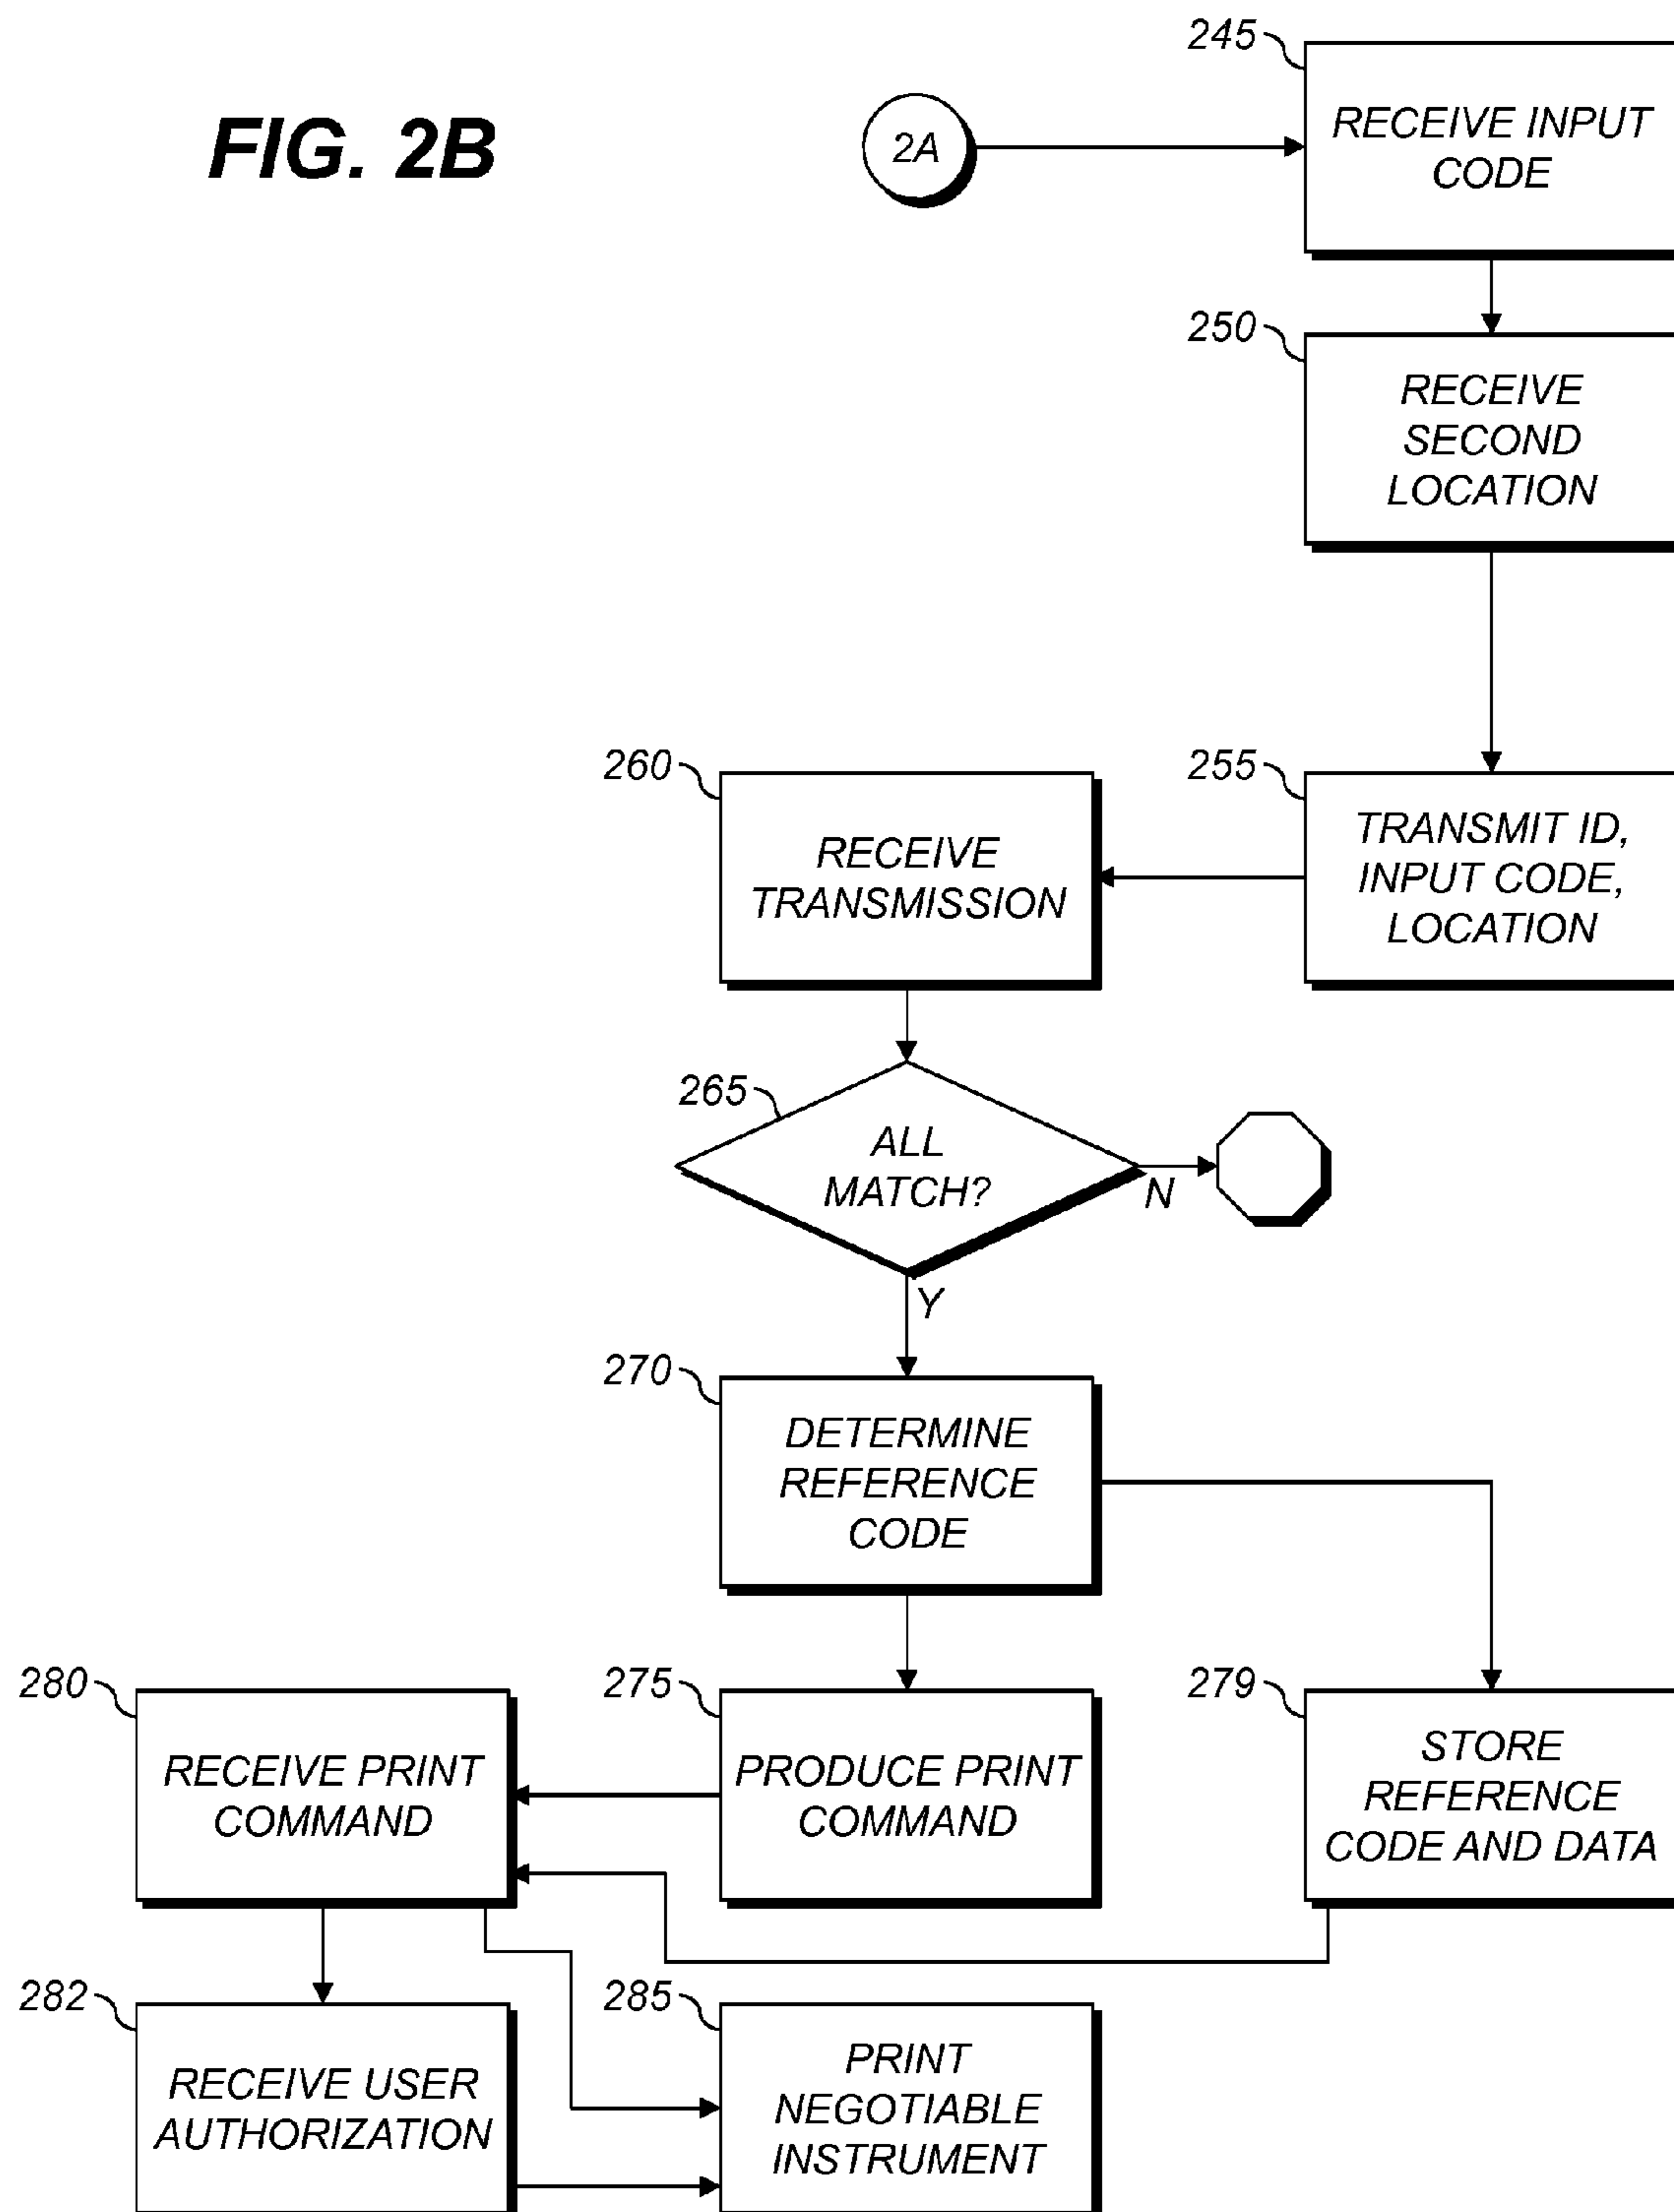 FIG. 2B
2A
245
RECEIVE INPUT
CODE
250
RECEIVE
SECOND
LOCATION
260
RECEIVE
TRANSMISSION
255
TRANSMIT ID,
INPUT CODE,
LOCATION
265
ALL
MATCH?
N
Y
270
DETERMINE
REFERENCE
CODE
280
RECEIVE PRINT
COMMAND
275
PRODUCE PRINT
COMMAND
279
STORE
REFERENCE
CODE AND DATA
282
RECEIVE USER
AUTHORIZATION
285
PRINT
NEGOTIABLE
INSTRUMENT